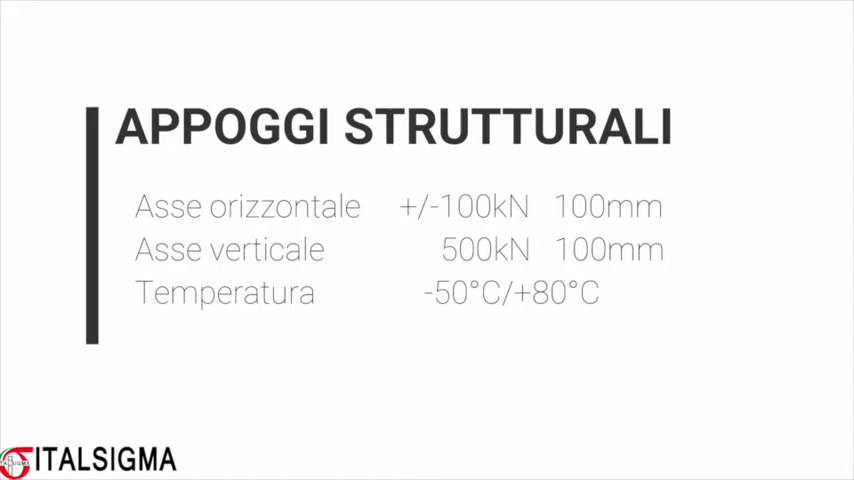 APPOGGI STRUTTURALI
Asse orizzontale +/-100kN 100mm
Asse verticale 500kN 100mm
Temperatura -50°C/+80°C
ITALSIGMA